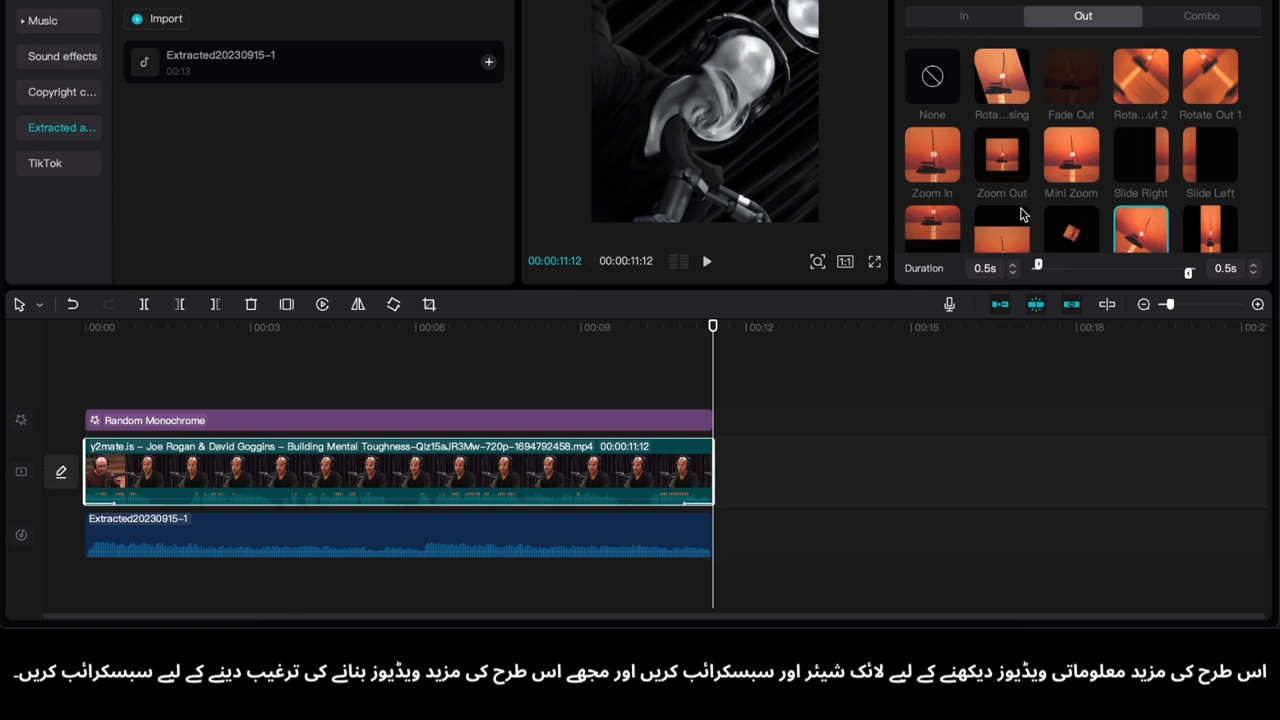 Music
Import
In
Out
Combo
Extracted20230915-1
00:13
Sound effects
Copyright c...
Extracted a...
TikTok
None
Rota...sing
Fade Out
Rota...ut 2
Rotate Out 1
Zoom In
Zoom Out
Mini Zoom
Slide Right
Slide Left
00:00:11:12
00:00:11:12
1:1
Duration
0.5s
0.5s
00:00
00:03
00:06
00:09
00:12
00:15
00:18
Random Monochrome
y2mate.is - Joe Rogan & David Goggins - Building Mental Toughness-QIz15aJR3Mw-720p-1694792458.mp4 00:00:11:12
Extracted20230915-1
اس طرح کی مزید معلوماتی ویڈیوز دیکھنے کے لیے لائک شیئر اور سبسکرائب کریں اور مجھے اس طرح کی مزید ویڈیوز بنانے کی ترغیب دینے کے لیے سبسکرائب کریں۔